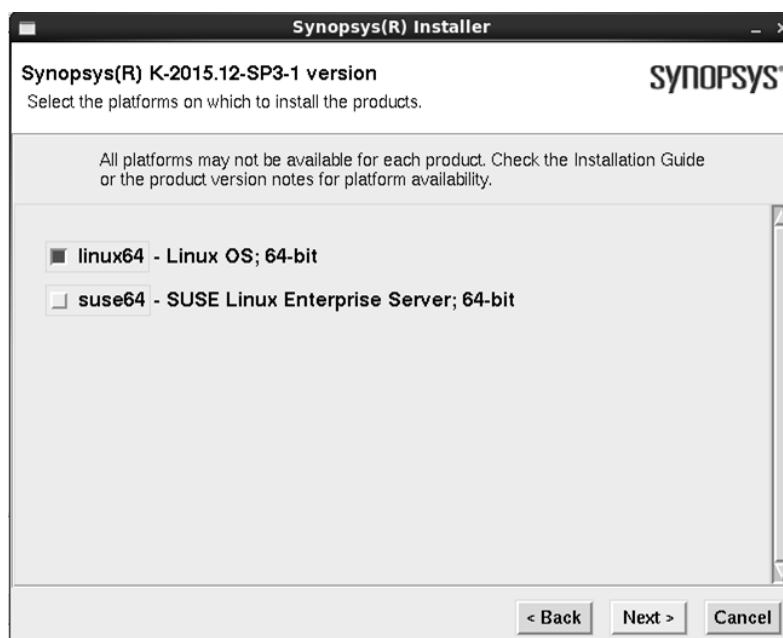 Synopsys(R) Installer
Synopsys(R) K-2015.12-SP3-1 version
SYNOPSYS
Select the platforms on which to install the products.
All platforms may not be available for each product. Check the Installation Guide
or the product version notes for platform availability.
linux64 - Linux OS; 64-bit
suse64 - SUSE Linux Enterprise Server; 64-bit
< Back Next > Cancel